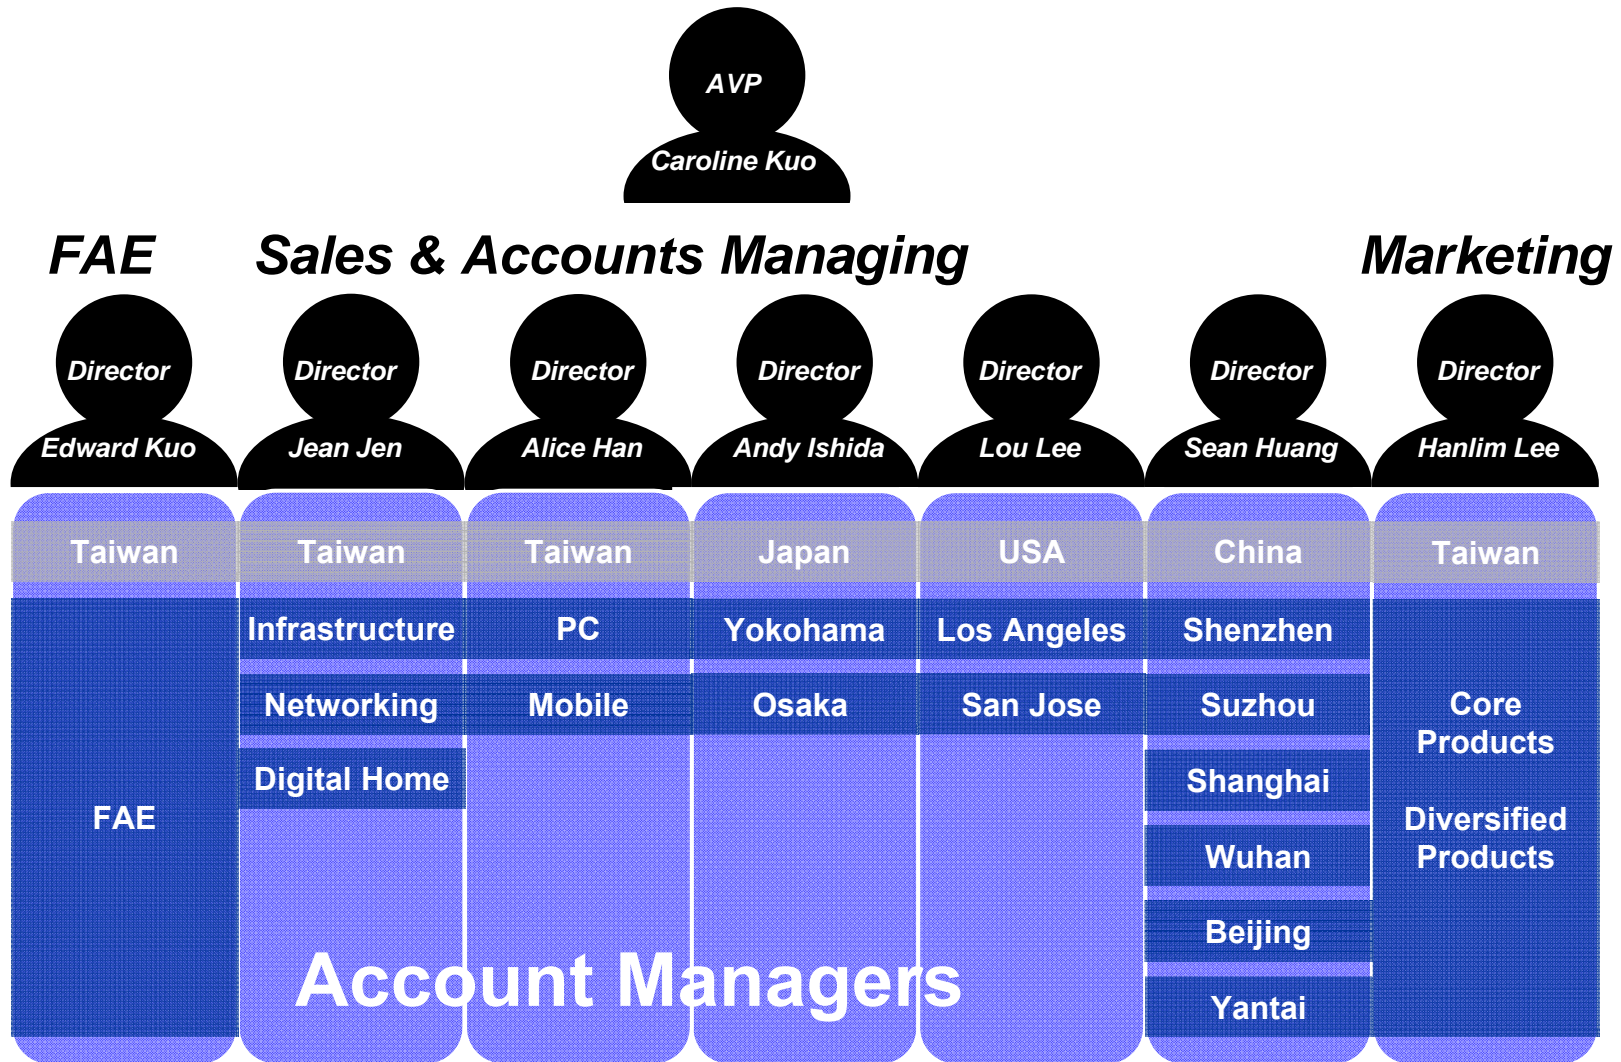 AVP
Caroline Kuo
FAE
Sales & Accounts Managing
Marketing
Director
Director
Director
Director
Director
Director
Director
Edward Kuo
Jean Jen
Alice Han
Andy Ishida
Lou Lee
Sean Huang
Hanlim Lee
Taiwan
Taiwan
Taiwan
Japan
USA
China
Taiwan
FAE
Infrastructure
Networking
Digital Home
PC
Mobile
Yokohama
Osaka
Los Angeles
San Jose
Shenzhen
Suzhou
Shanghai
Wuhan
Beijing
Yantai
Core
Products
Diversified
Products
Account Managers